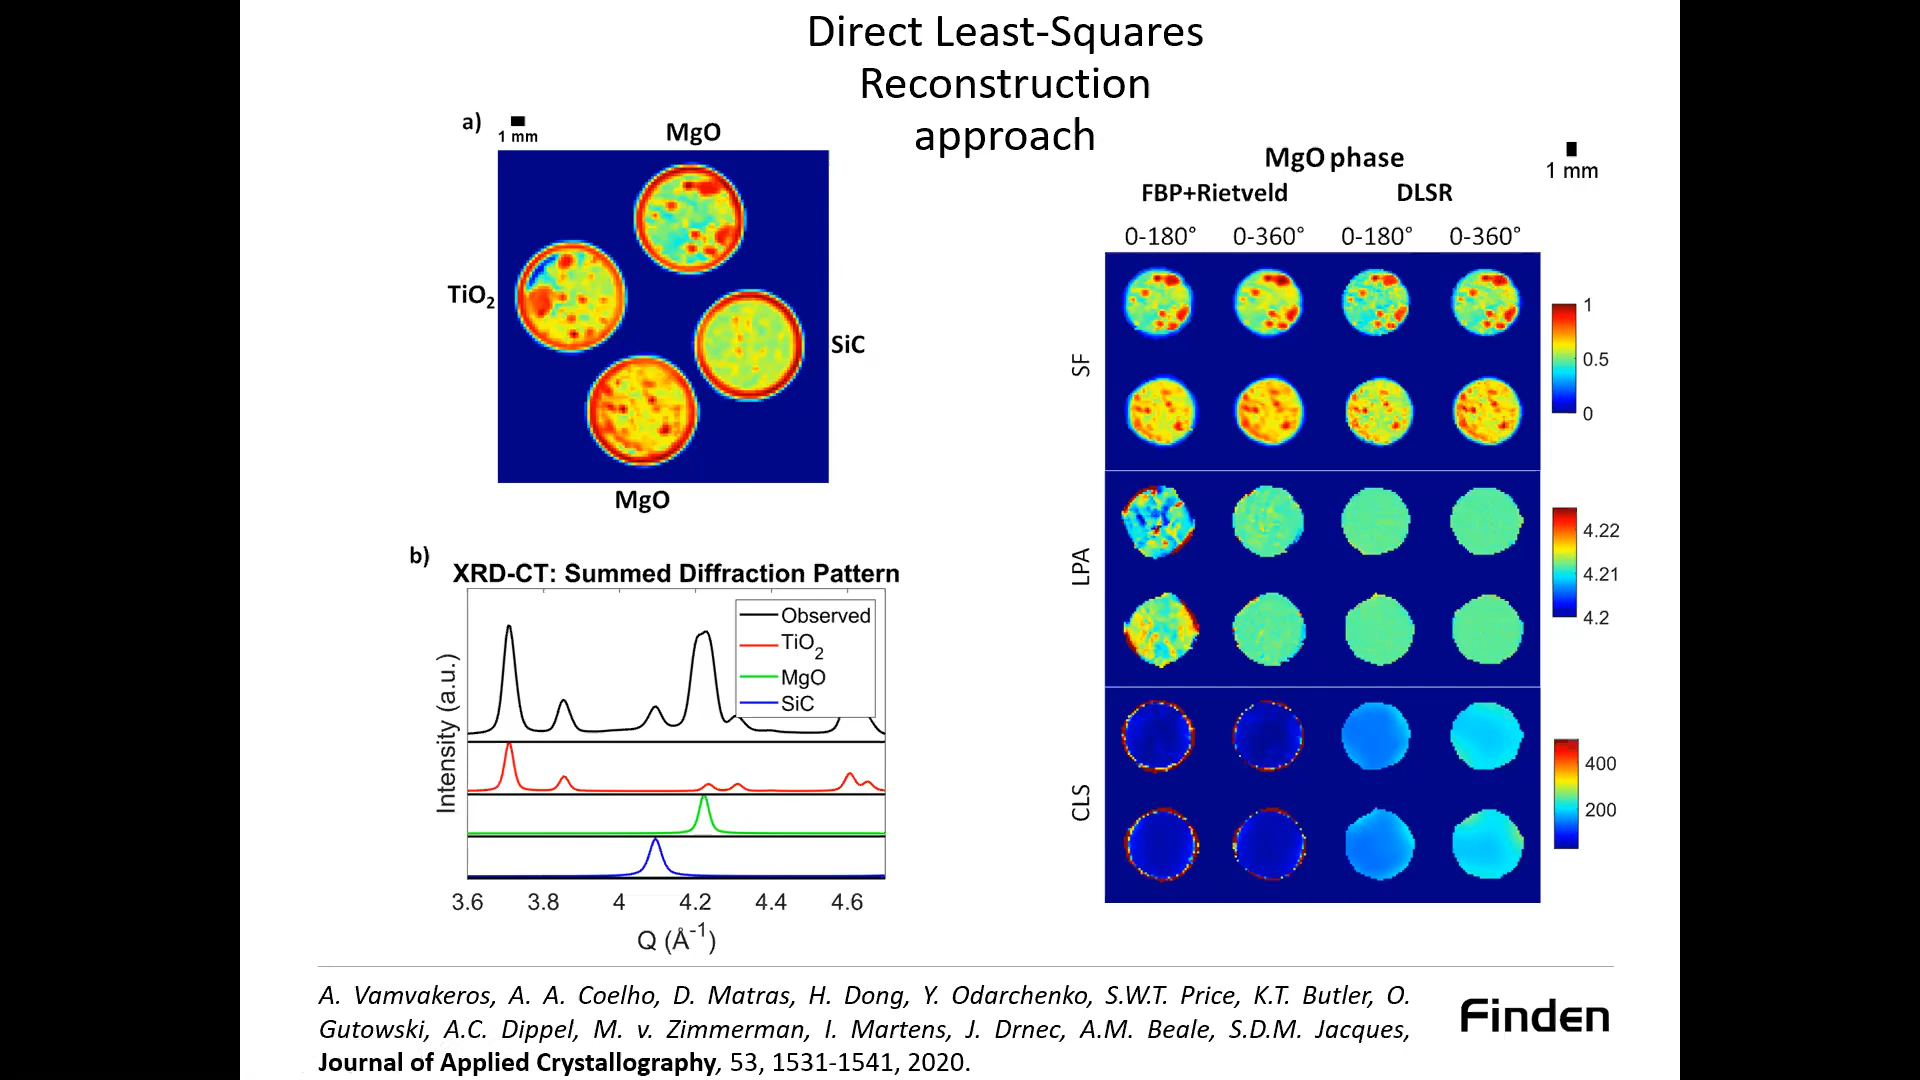 Direct Least-Squares
Reconstruction
approach
a)
1 mm
MgO
TiO2
SiC
MgO
b)
XRD-CT: Summed Diffraction Pattern
Observed
TiO2
MgO
SiC
Intensity (a.u.)
3.6 3.8 4 4.2 4.4 4.6
Q (Å-1)
MgO phase
1 mm
FBP+Rietveld DLSR
0-180° 0-360° 0-180° 0-360°
SF
1
0.5
0
LPA
4.22
4.21
4.2
CLS
400
200
A. Vamvakeros, A. A. Coelho, D. Matras, H. Dong, Y. Odarchenko, S.W.T. Price, K.T. Butler, O.
Gutowski, A.C. Dippel, M. v. Zimmerman, I. Martens, J. Drnec, A.M. Beale, S.D.M. Jacques,
Journal of Applied Crystallography, 53, 1531-1541, 2020.
Finden